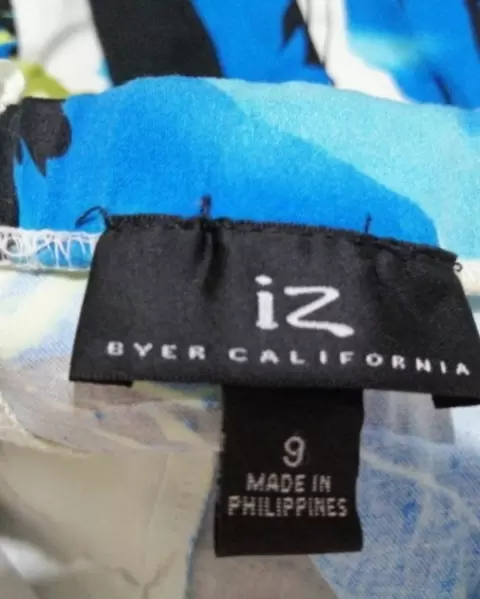 iz
BYER CALIFORNIA
9
MADE IN
PHILIPPINES